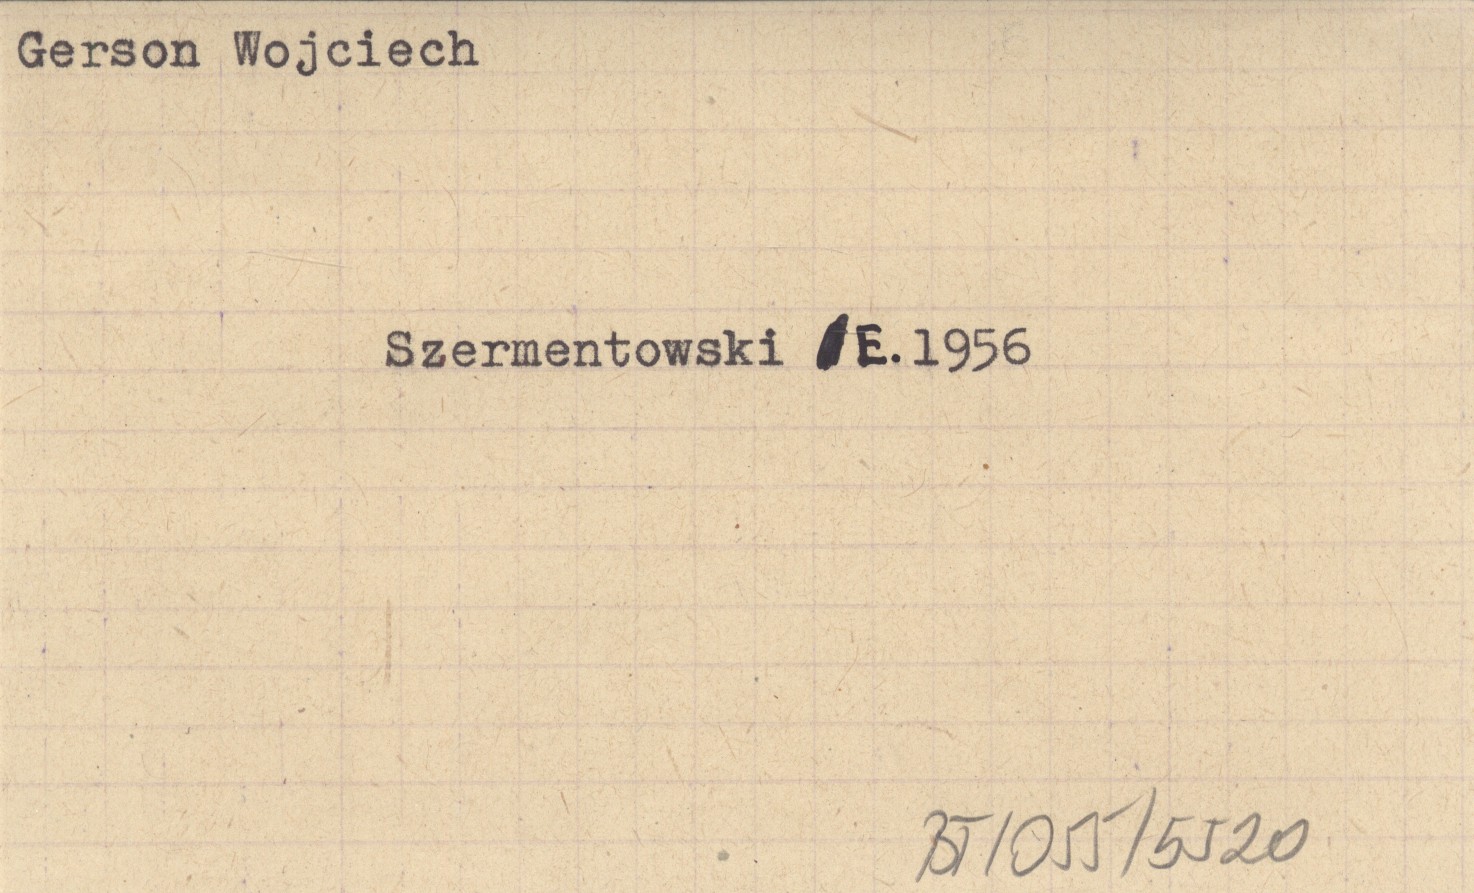 Gerson Wojciech
Szermentowski E.1956
BT/055/5520